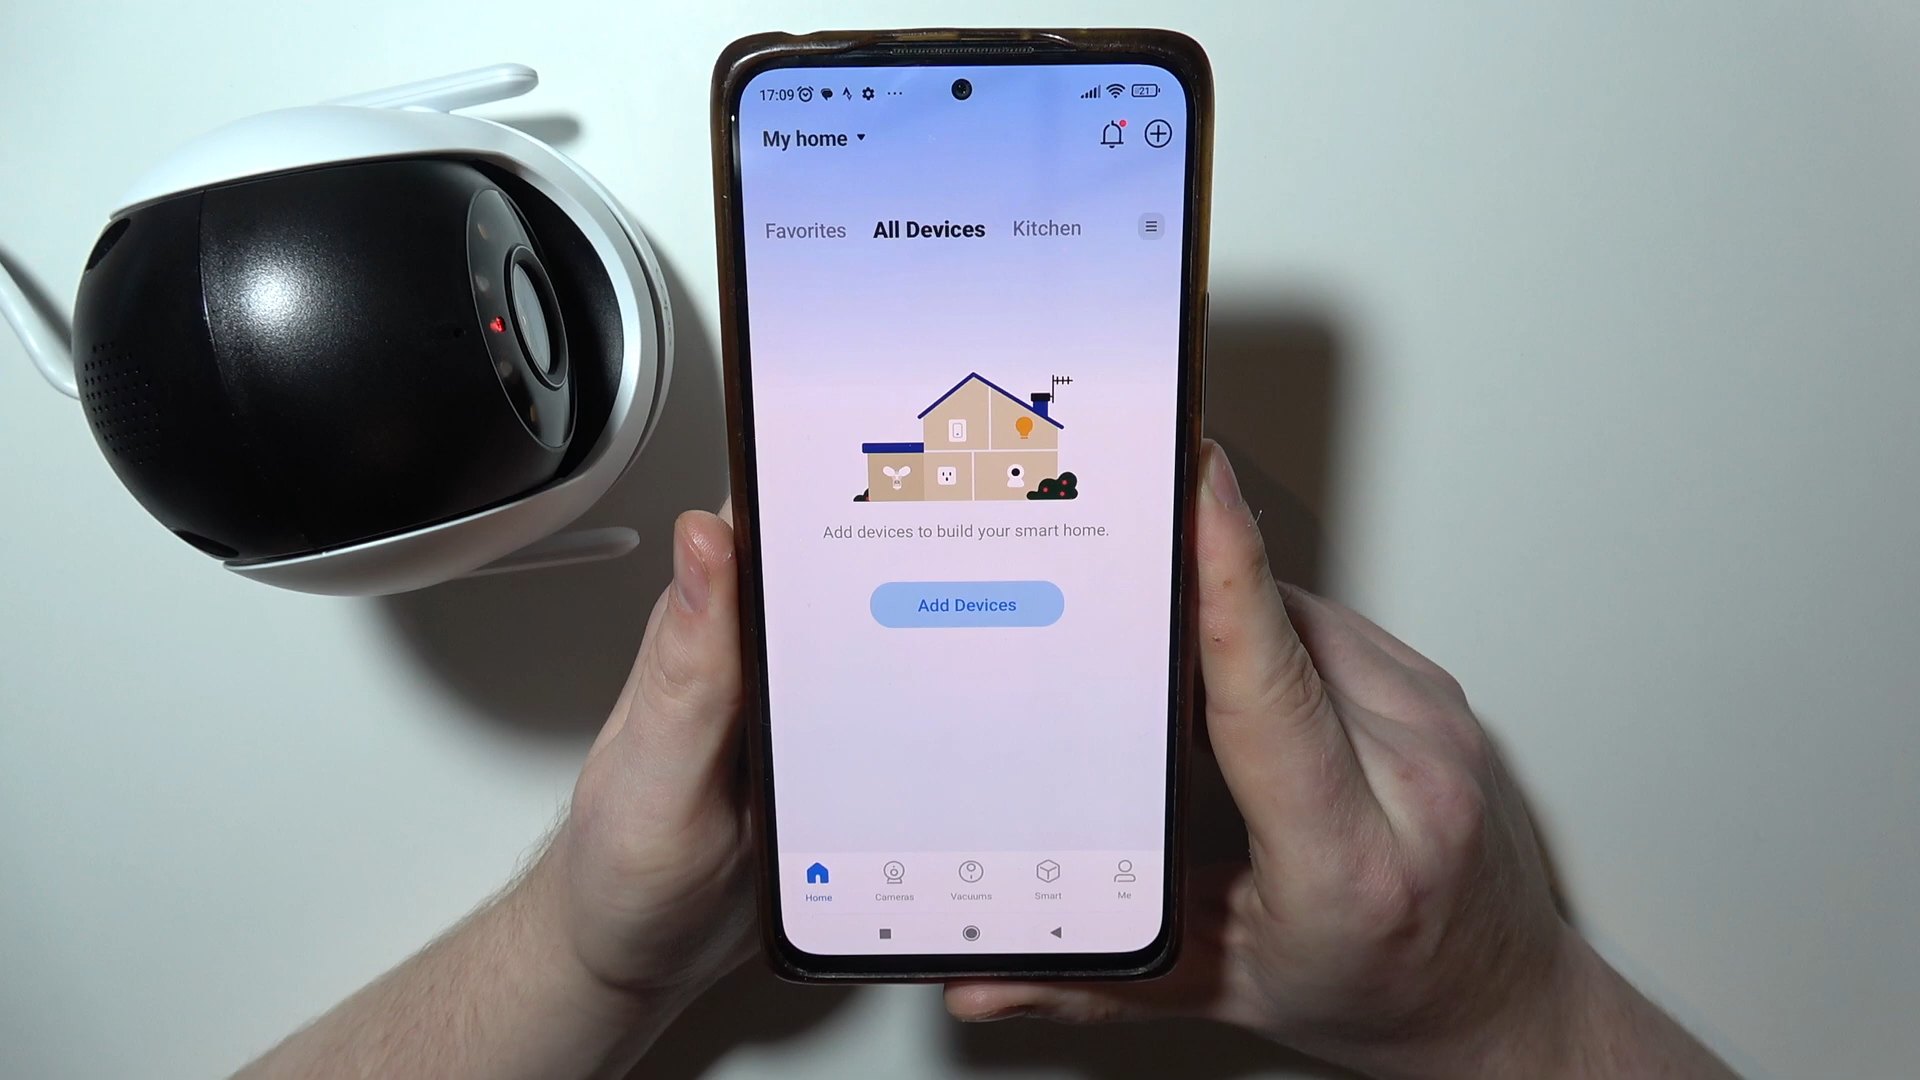 17:09 ... 21
My home
Favorites All Devices Kitchen
Add devices to build your smart home.
Add Devices
Home Cameras Vacuums Smart Me